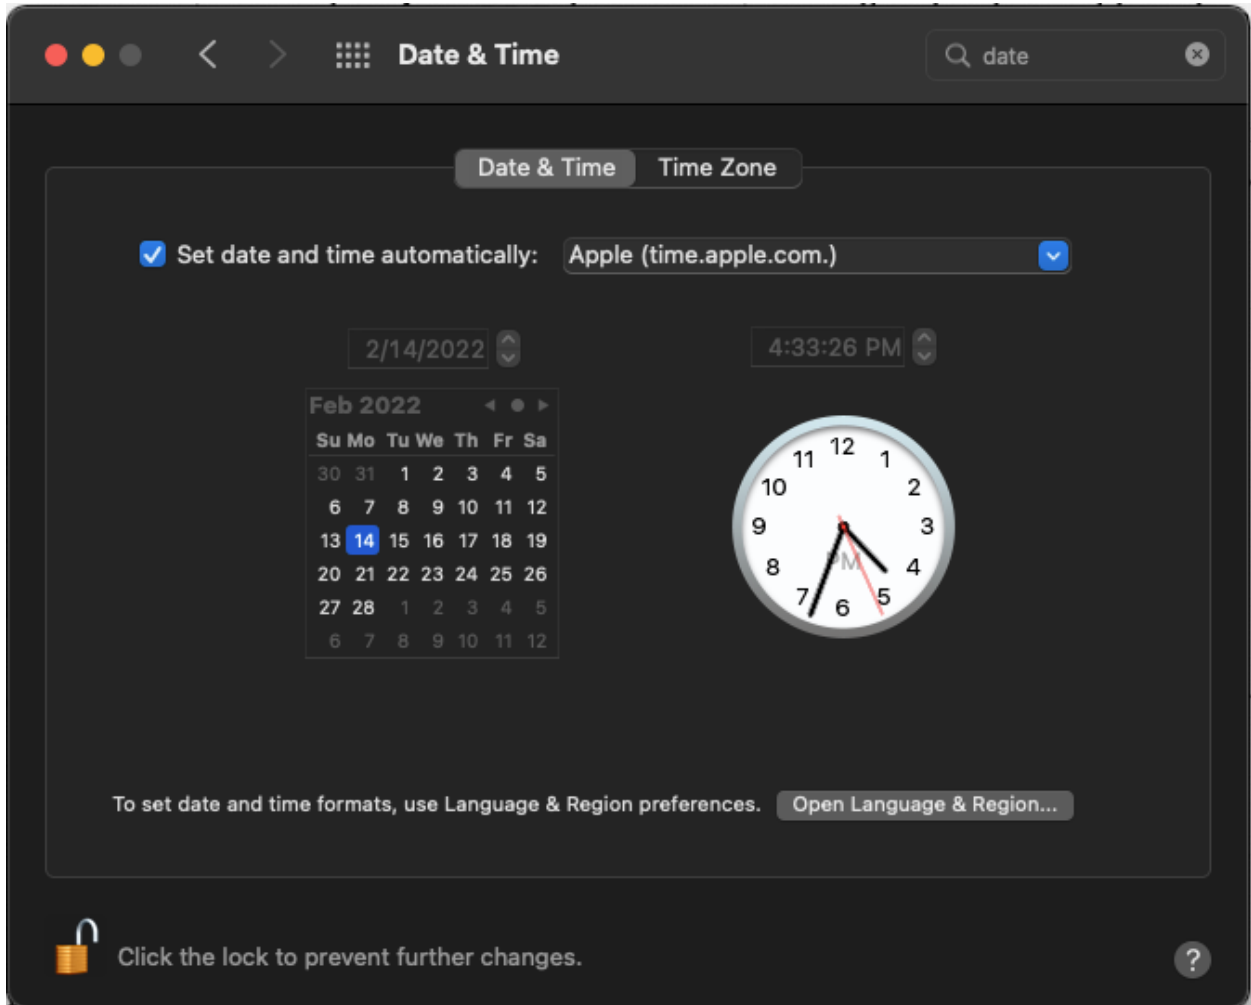 Date & Time
date
Date & Time Time Zone
Set date and time automatically: Apple (time.apple.com.)
2/14/2022 4:33:26 PM
Feb 2022
Su Mo Tu We Th Fr Sa
30 31 1 2 3 4 5
6 7 8 9 10 11 12
13 14 15 16 17 18 19
20 21 22 23 24 25 26
27 28 1 2 3 4 5
6 7 8 9 10 11 12
12
11 1
10 2
9 3
PM
8 4
7 5
6
To set date and time formats, use Language & Region preferences. Open Language & Region...
Click the lock to prevent further changes. ?